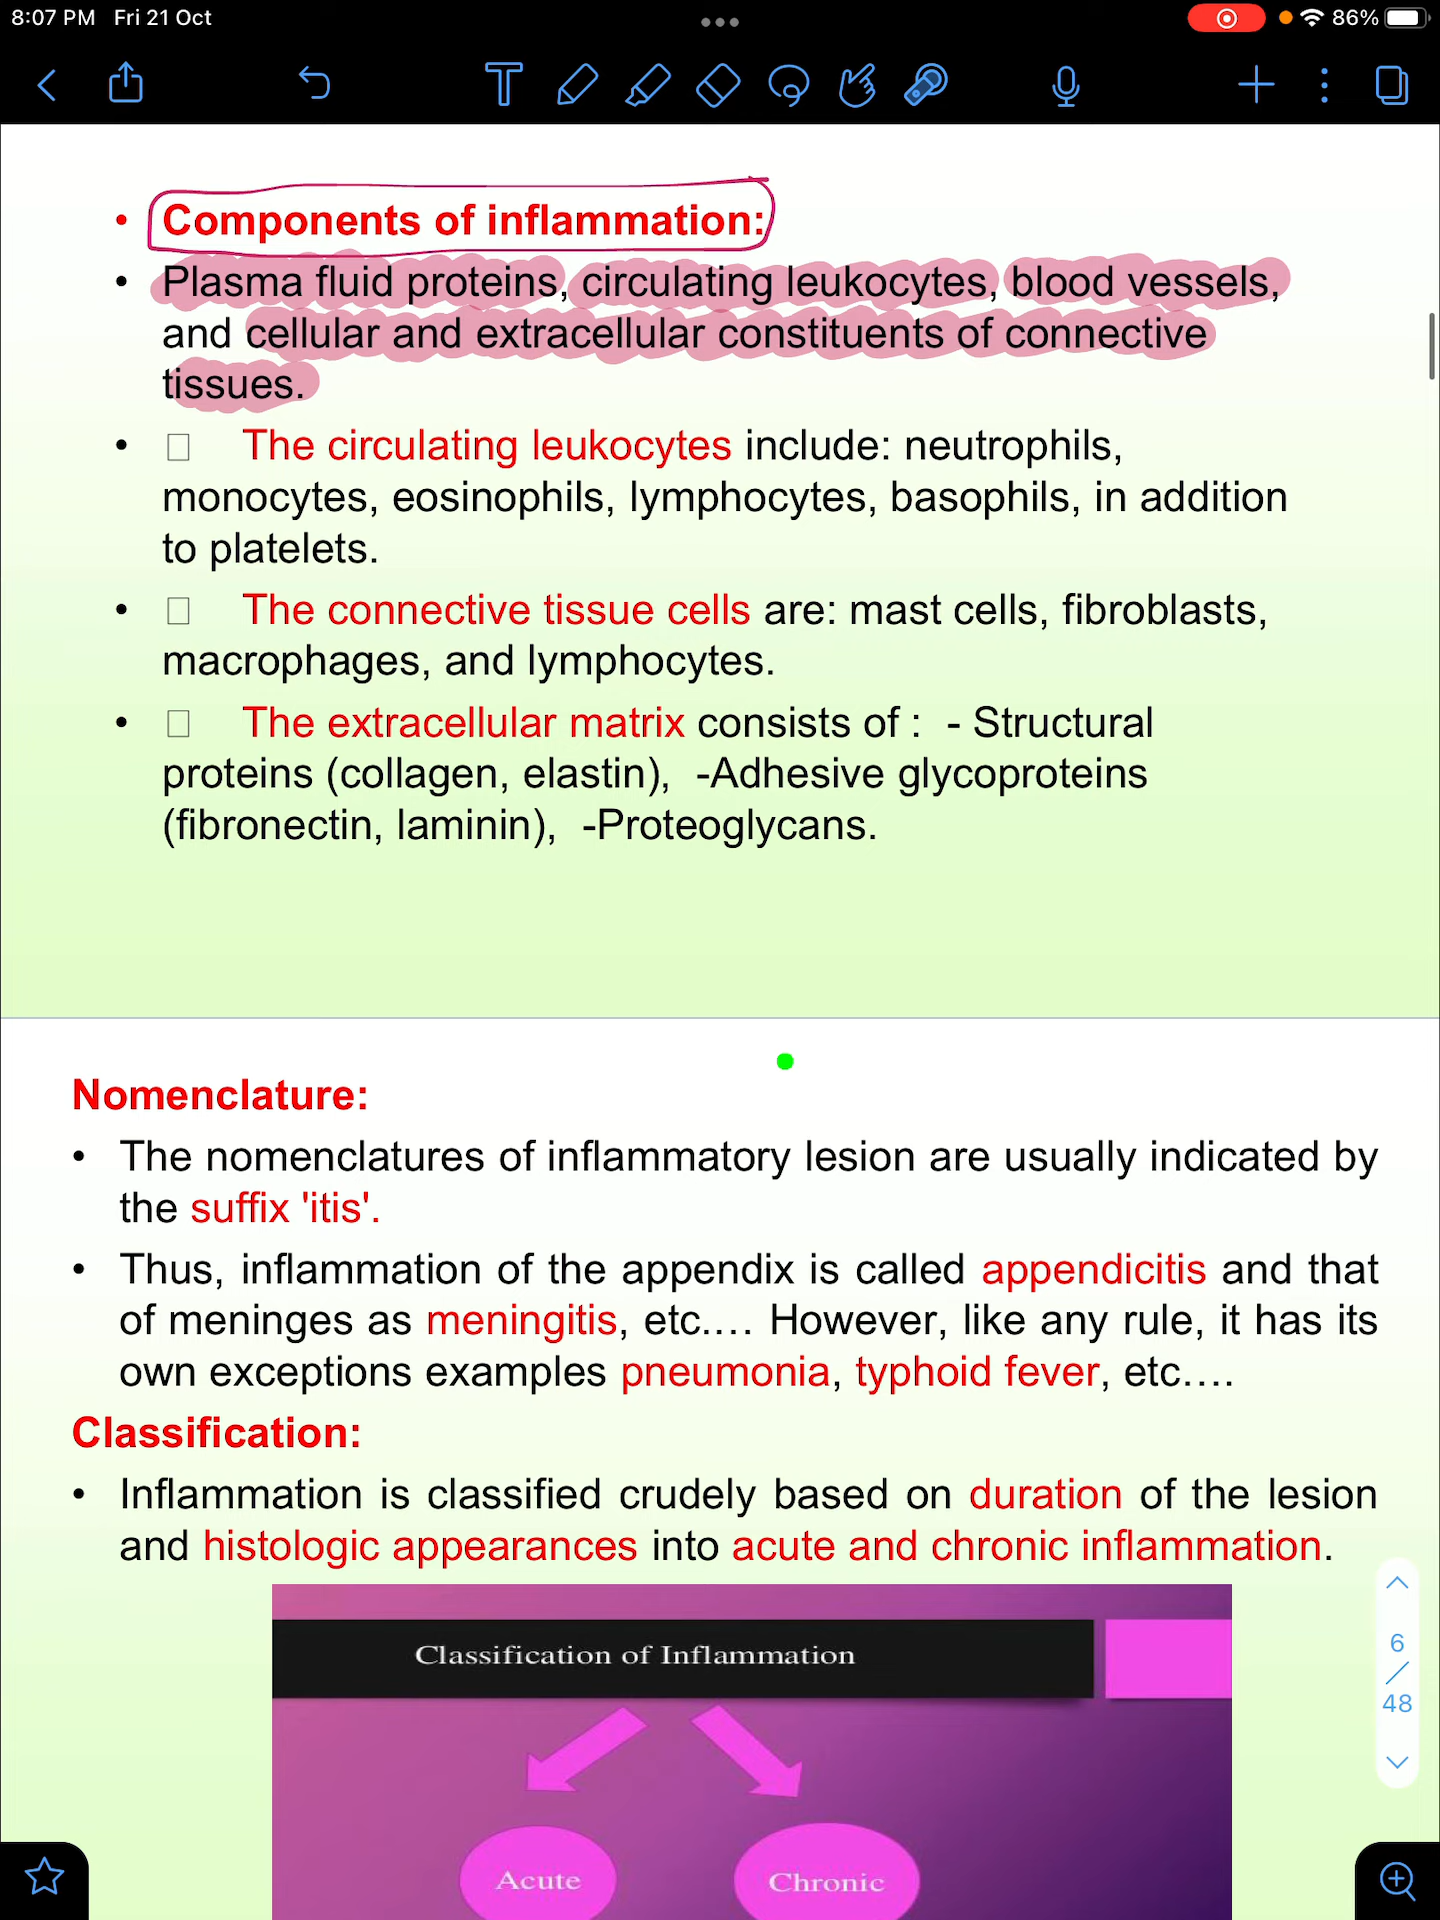 8:07 PM Fri 21 Oct
86%
• Components of inflammation:
• Plasma fluid proteins, circulating leukocytes, blood vessels,
and cellular and extracellular constituents of connective
tissues.
• □ The circulating leukocytes include: neutrophils,
monocytes, eosinophils, lymphocytes, basophils, in addition
to platelets.
• □ The connective tissue cells are: mast cells, fibroblasts,
macrophages, and lymphocytes.
• □ The extracellular matrix consists of : - Structural
proteins (collagen, elastin), -Adhesive glycoproteins
(fibronectin, laminin), -Proteoglycans.
Nomenclature:
• The nomenclatures of inflammatory lesion are usually indicated by
the suffix 'itis'.
• Thus, inflammation of the appendix is called appendicitis and that
of meninges as meningitis, etc.... However, like any rule, it has its
own exceptions examples pneumonia, typhoid fever, etc....
Classification:
• Inflammation is classified crudely based on duration of the lesion
and histologic appearances into acute and chronic inflammation.
Classification of Inflammation
Acute
Chronic
6
/
48